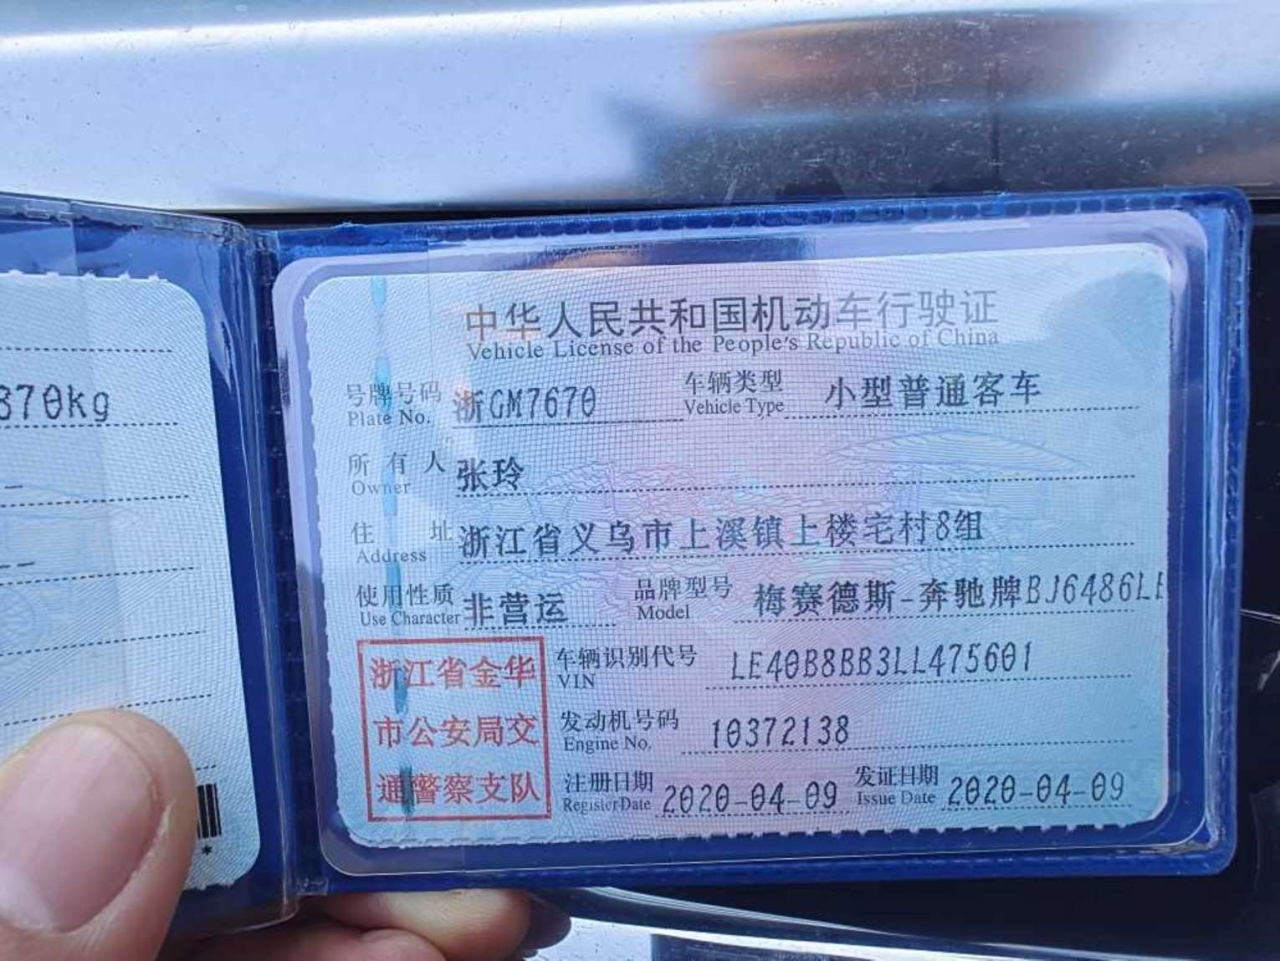 870kg
*
中华人民共和国机动车行驶证
Vehicle License of the People's Republic of China
号牌号码 浙GM7670 车辆类型 小型普通客车
Plate No. Vehicle Type
所有人 张玲
Owner
住址 浙江省义乌市上溪镇上楼宅村8组
Address
使用性质 非营运 品牌型号 梅赛德斯-奔驰牌BJ6486LE
Use Character Model
浙江省金华
市公安局交
通警察支队
车辆识别代号 LE40B8BB3LL475601
VIN
发动机号码 10372138
Engine No.
注册日期 2020-04-09 发证日期 2020-04-09
Register Date Issue Date